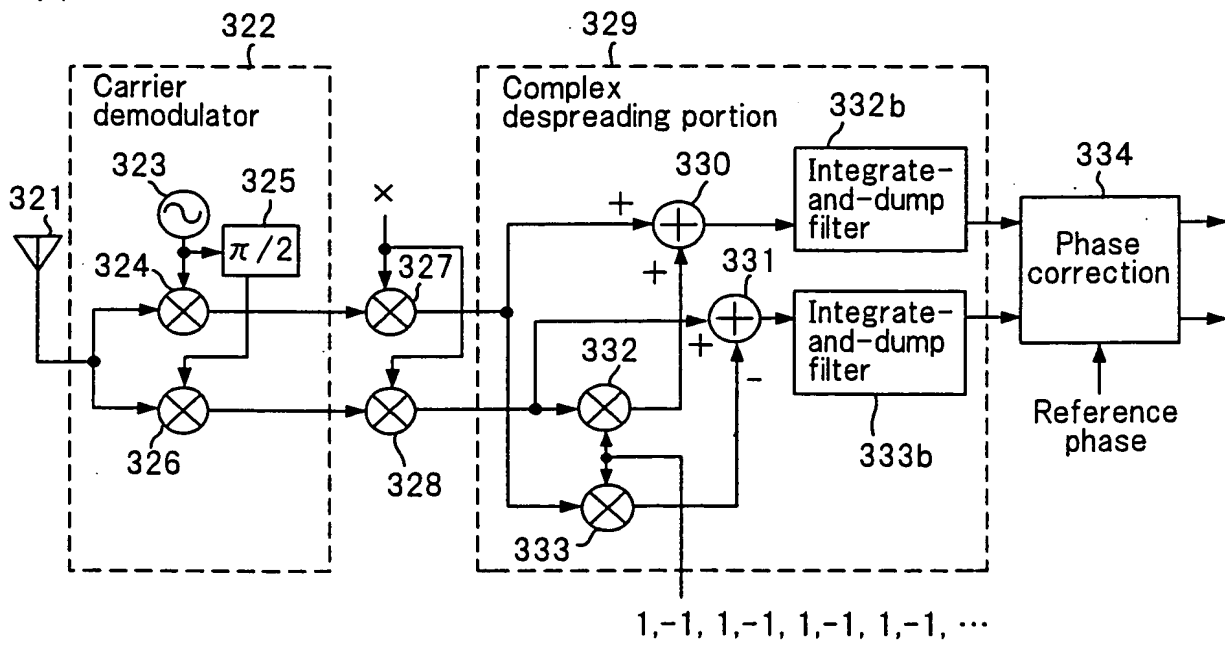 322
329
Carrier
demodulator
Complex
despreading portion
332b
323
325
321
π/2
324
×
327
330
Integrate-
and-dump
filter
334
Phase
correction
331
+
+
+
-
332
Integrate-
and-dump
filter
326
328
333
333b
Reference
phase
1,-1, 1,-1, 1,-1, 1,-1, ···